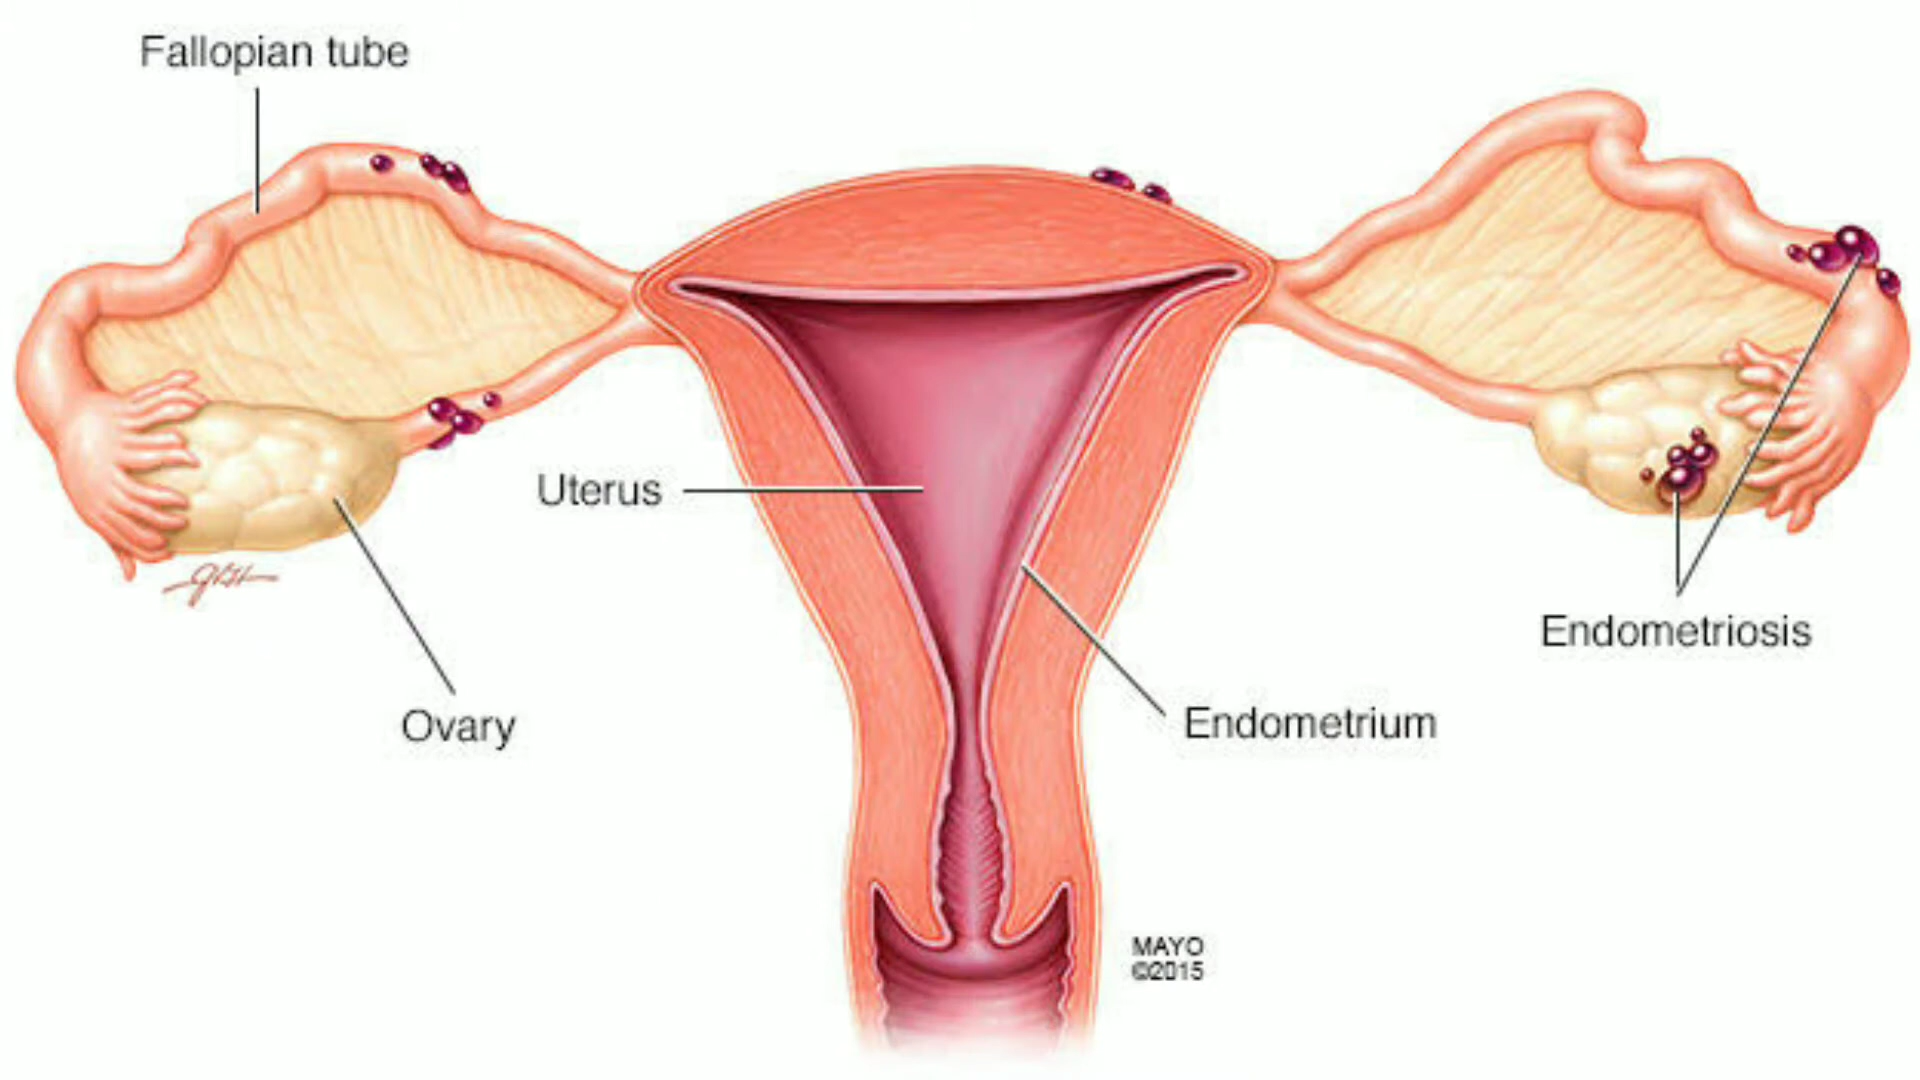 Fallopian tube
Uterus
Endometriosis
Ovary
Endometrium
MAYO
©2015